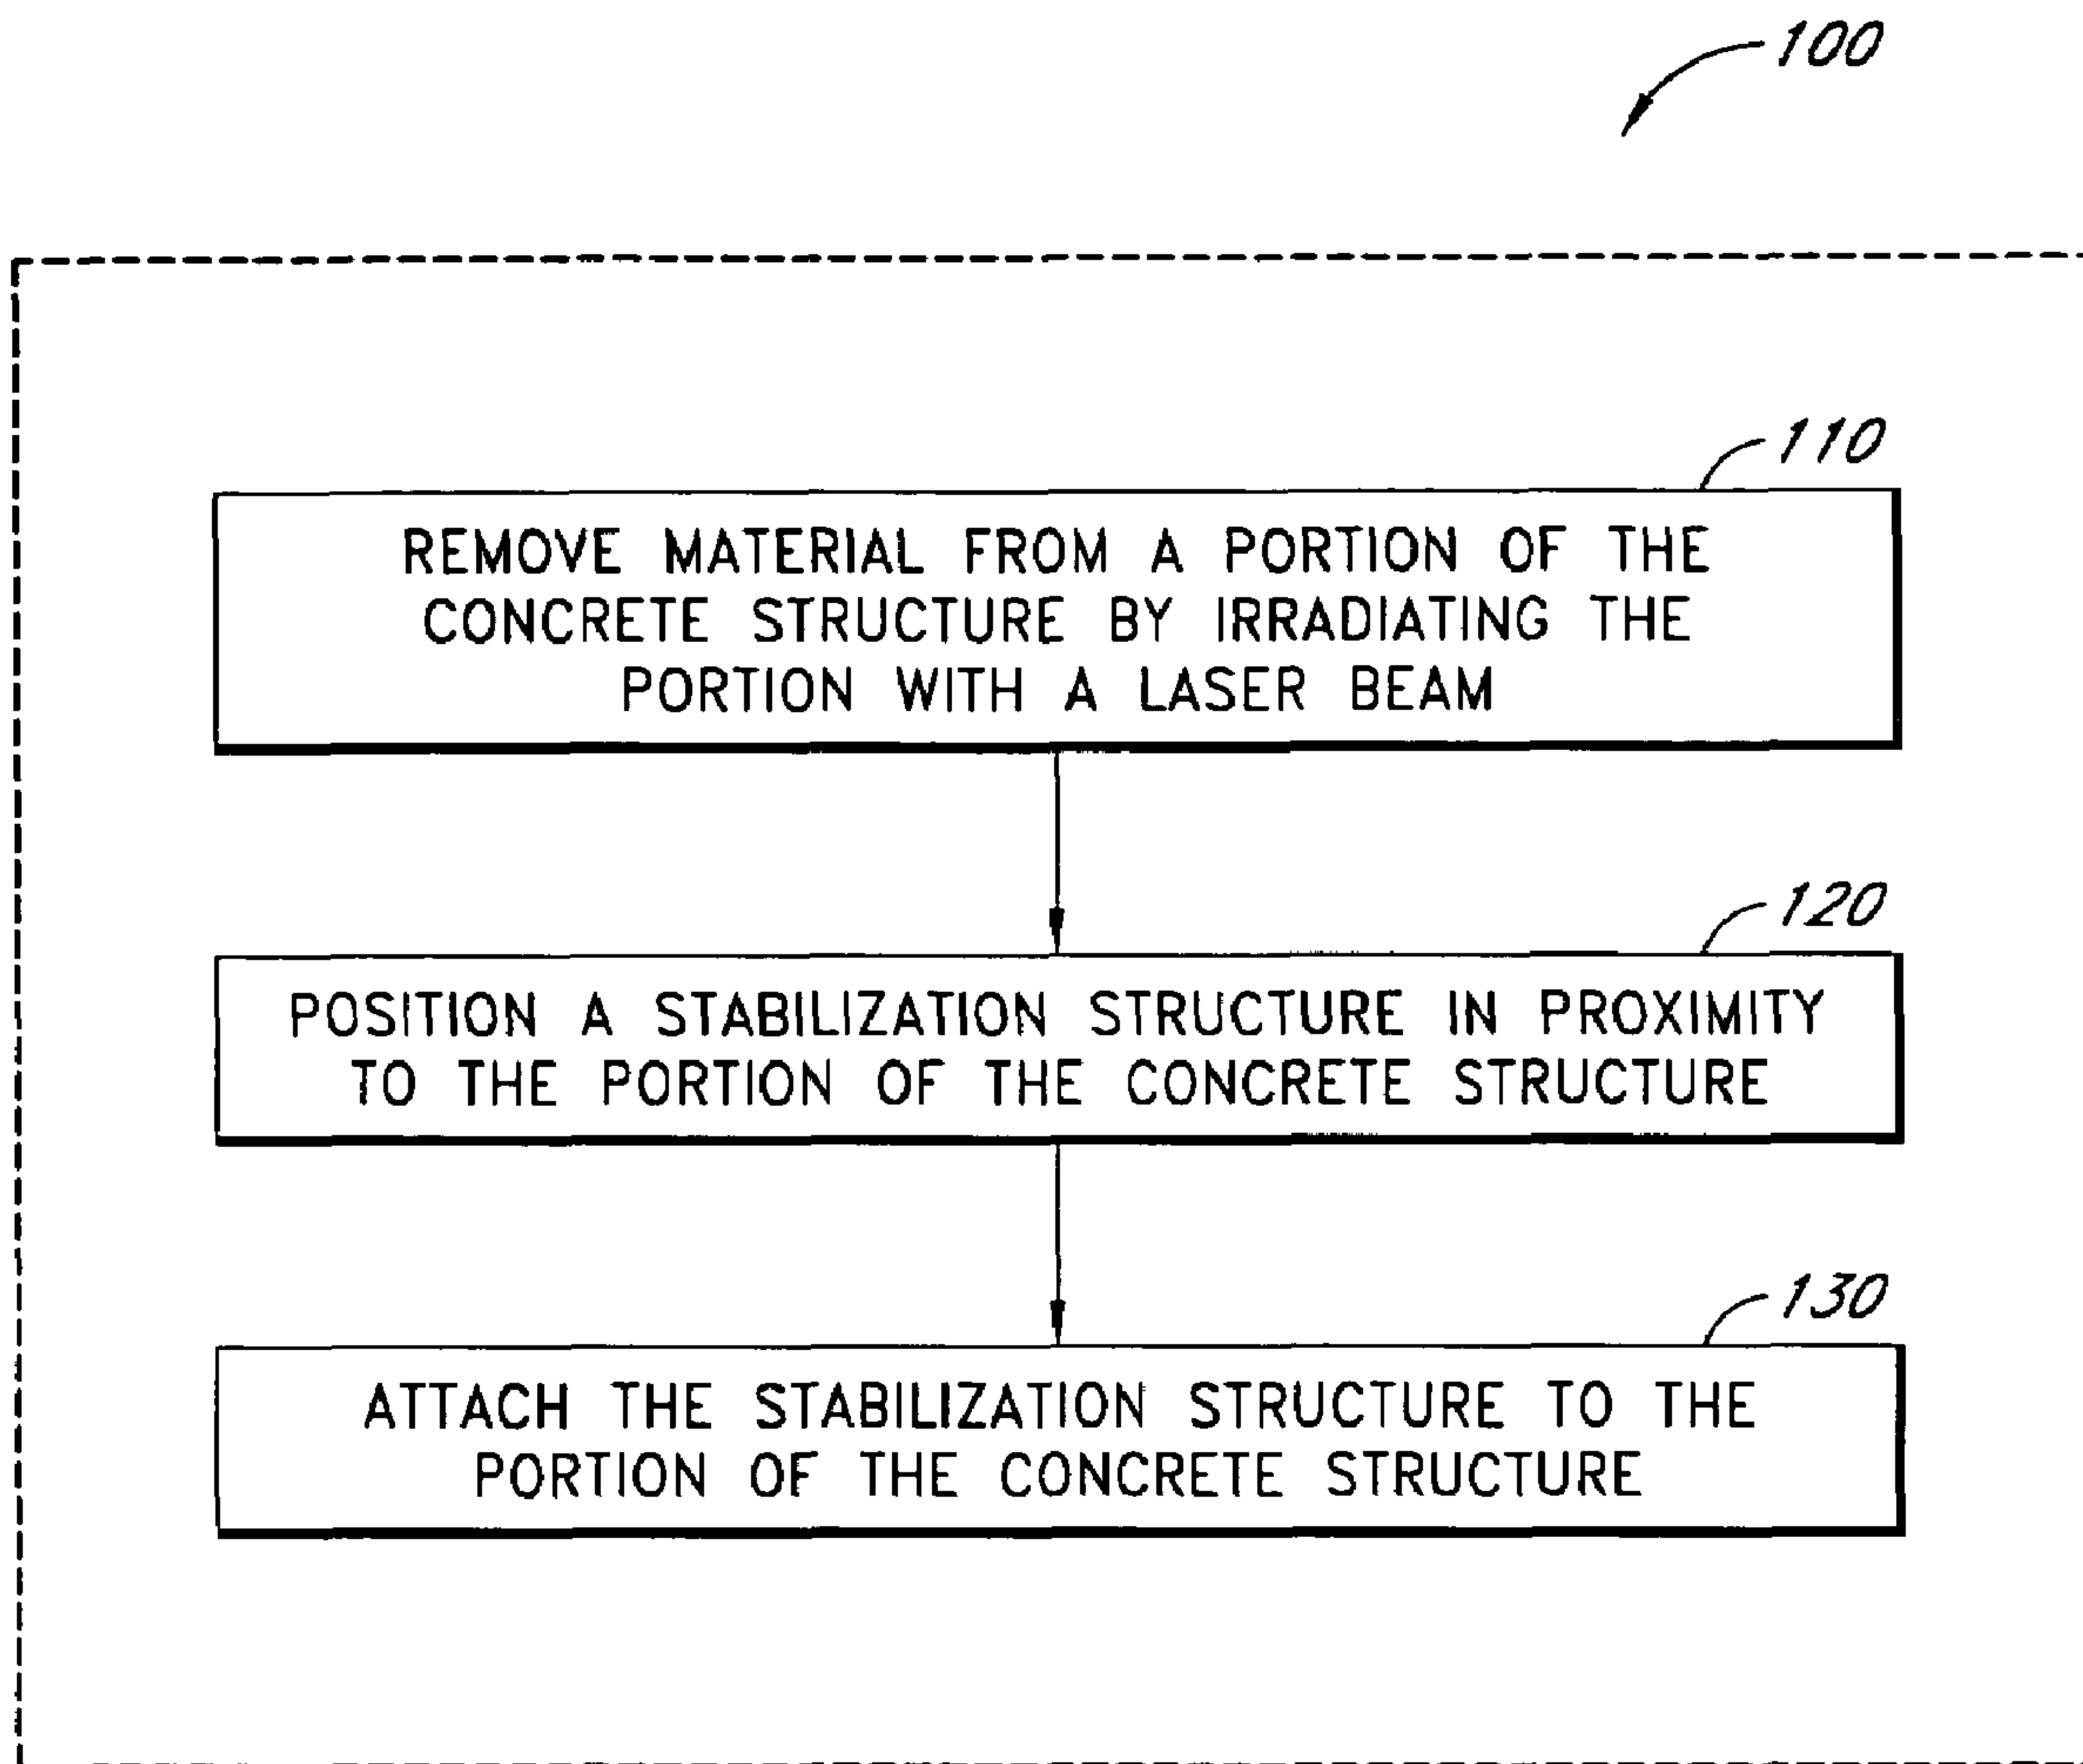 100
110
REMOVE MATERIAL FROM A PORTION OF THE
CONCRETE STRUCTURE BY IRRADIATING THE
PORTION WITH A LASER BEAM
120
POSITION A STABILIZATION STRUCTURE IN PROXIMITY
TO THE PORTION OF THE CONCRETE STRUCTURE
130
ATTACH THE STABILIZATION STRUCTURE TO THE
PORTION OF THE CONCRETE STRUCTURE